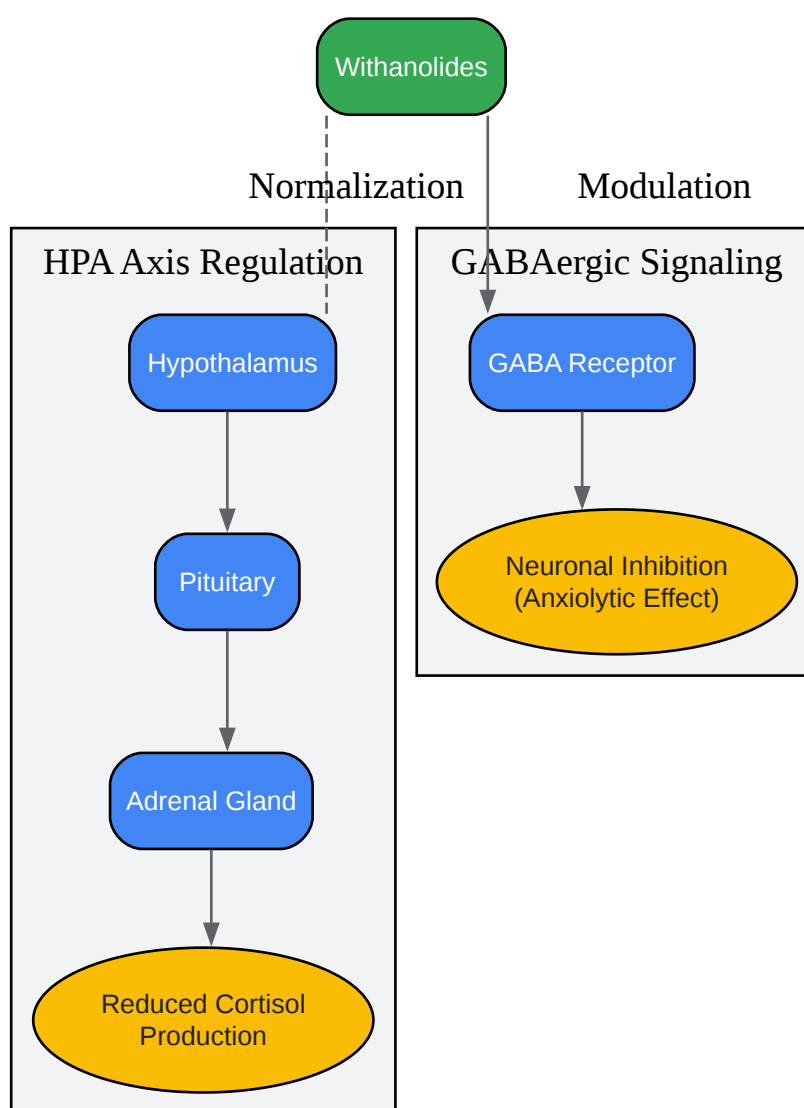 Withanolides
Normalization
Modulation
HPA Axis Regulation
GABAergic Signaling
Hypothalamus
GABA Receptor
Pituitary
Neuronal Inhibition
(Anxiolytic Effect)
Adrenal Gland
Reduced Cortisol
Production